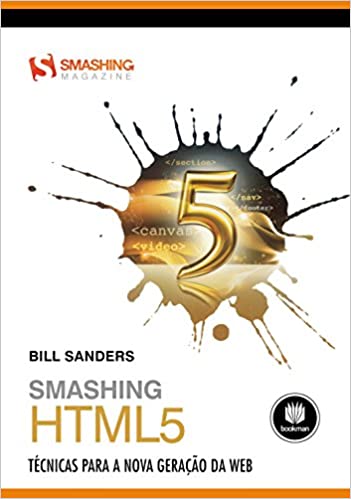 SMASHING
MAGAZINE
</section>
5
</nav>
</footer>
<canvas>
<video>
BILL SANDERS
SMASHING
HTML5
TÉCNICAS PARA A NOVA GERAÇÃO DA WEB
bookman